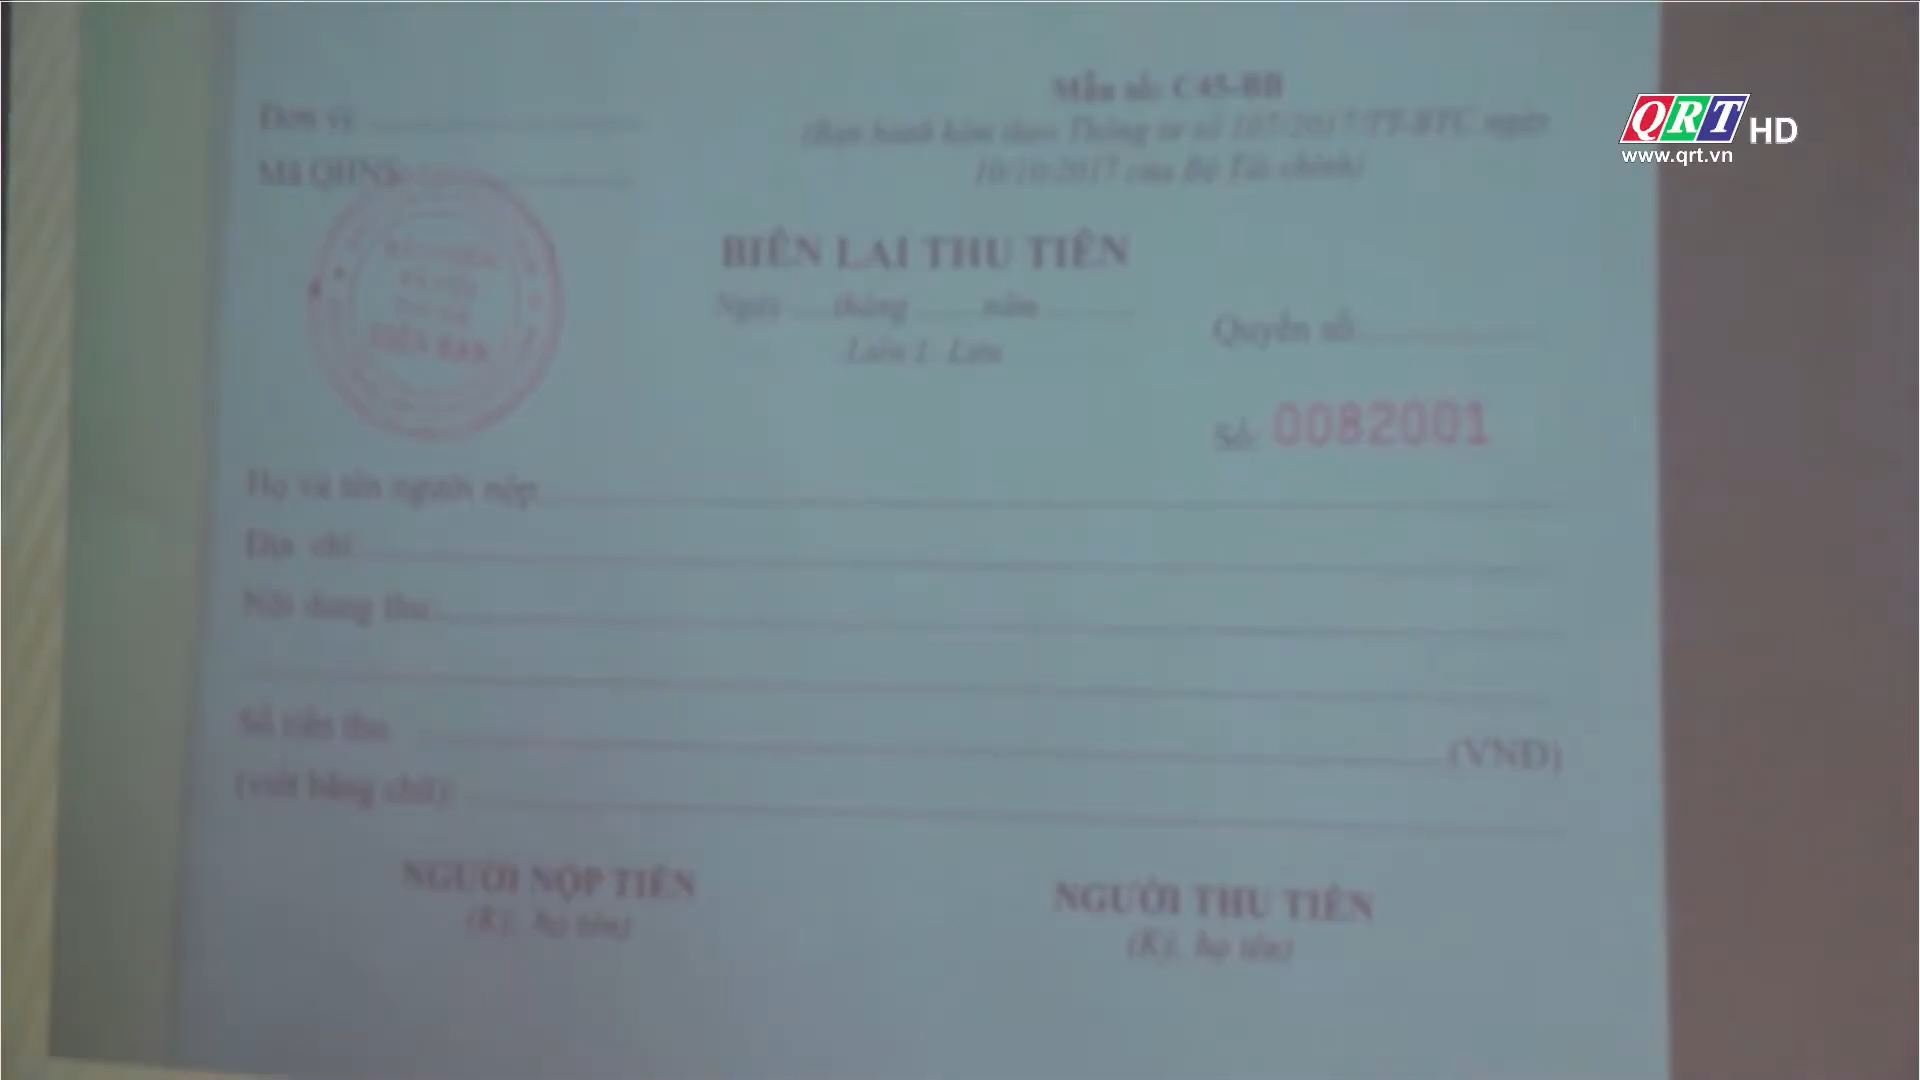 Mẫu số: C45-BB
QRT HD
www.qrt.vn
Đơn vị:
(Ban hành kèm theo Thông tư số 107/2017/TT-BTC ngày
10/10/2017 của Bộ Tài chính)
Mã QHNS
BIÊN LAI THU TIỀN
Ngày ....tháng ......năm
Liên 1: Lưu
Quyển số:
Số: 0082001
ĐIỆN BÀN
Họ và tên người nộp:
Địa chỉ:
Nội dung thu:
Số tiền thu: (VND)
(viết bằng chữ):
NGƯỜI NỘP TIỀN
(Ký, họ tên)
NGƯỜI THU TIỀN
(Ký, họ tên)